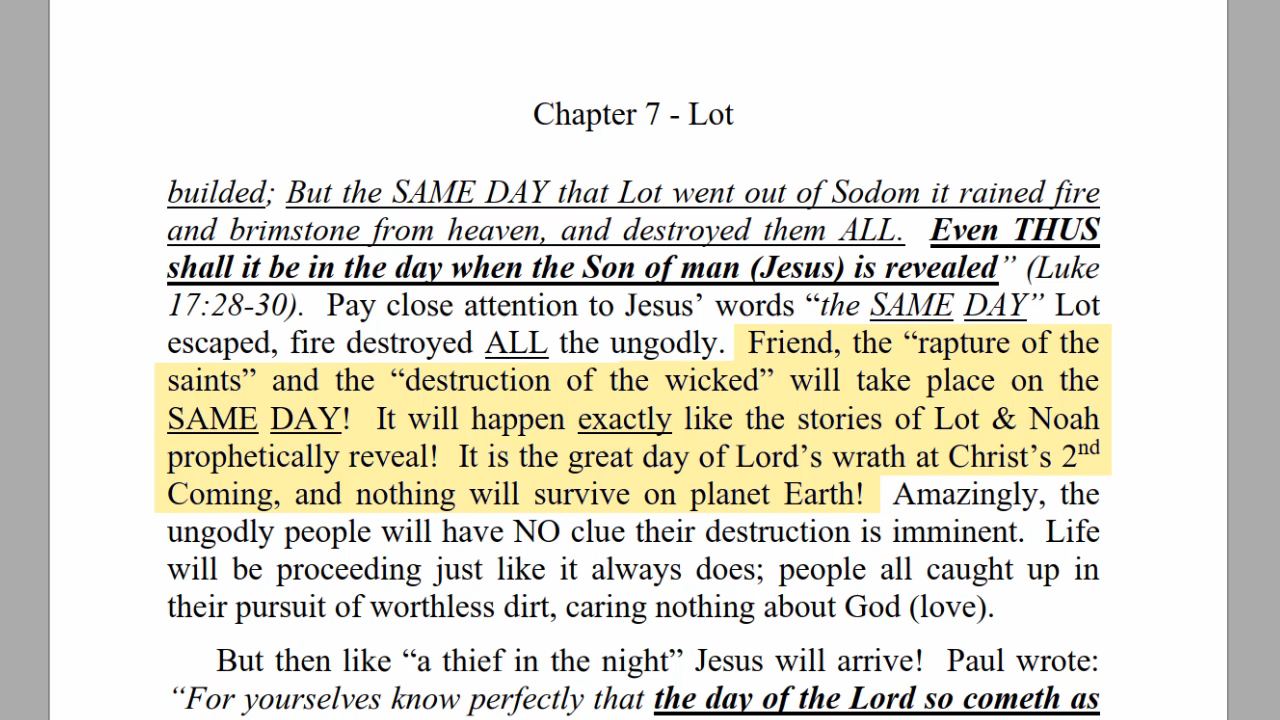 Chapter 7 - Lot
builded; But the SAME DAY that Lot went out of Sodom it rained fire
and brimstone from heaven, and destroyed them ALL. Even THUS
shall it be in the day when the Son of man (Jesus) is revealed” (Luke
17:28-30). Pay close attention to Jesus’ words “the SAME DAY” Lot
escaped, fire destroyed ALL the ungodly. Friend, the “rapture of the
saints” and the “destruction of the wicked” will take place on the
SAME DAY! It will happen exactly like the stories of Lot & Noah
prophetically reveal! It is the great day of Lord’s wrath at Christ’s 2nd
Coming, and nothing will survive on planet Earth! Amazingly, the
ungodly people will have NO clue their destruction is imminent. Life
will be proceeding just like it always does; people all caught up in
their pursuit of worthless dirt, caring nothing about God (love).
But then like “a thief in the night” Jesus will arrive! Paul wrote:
“For yourselves know perfectly that the day of the Lord so cometh as